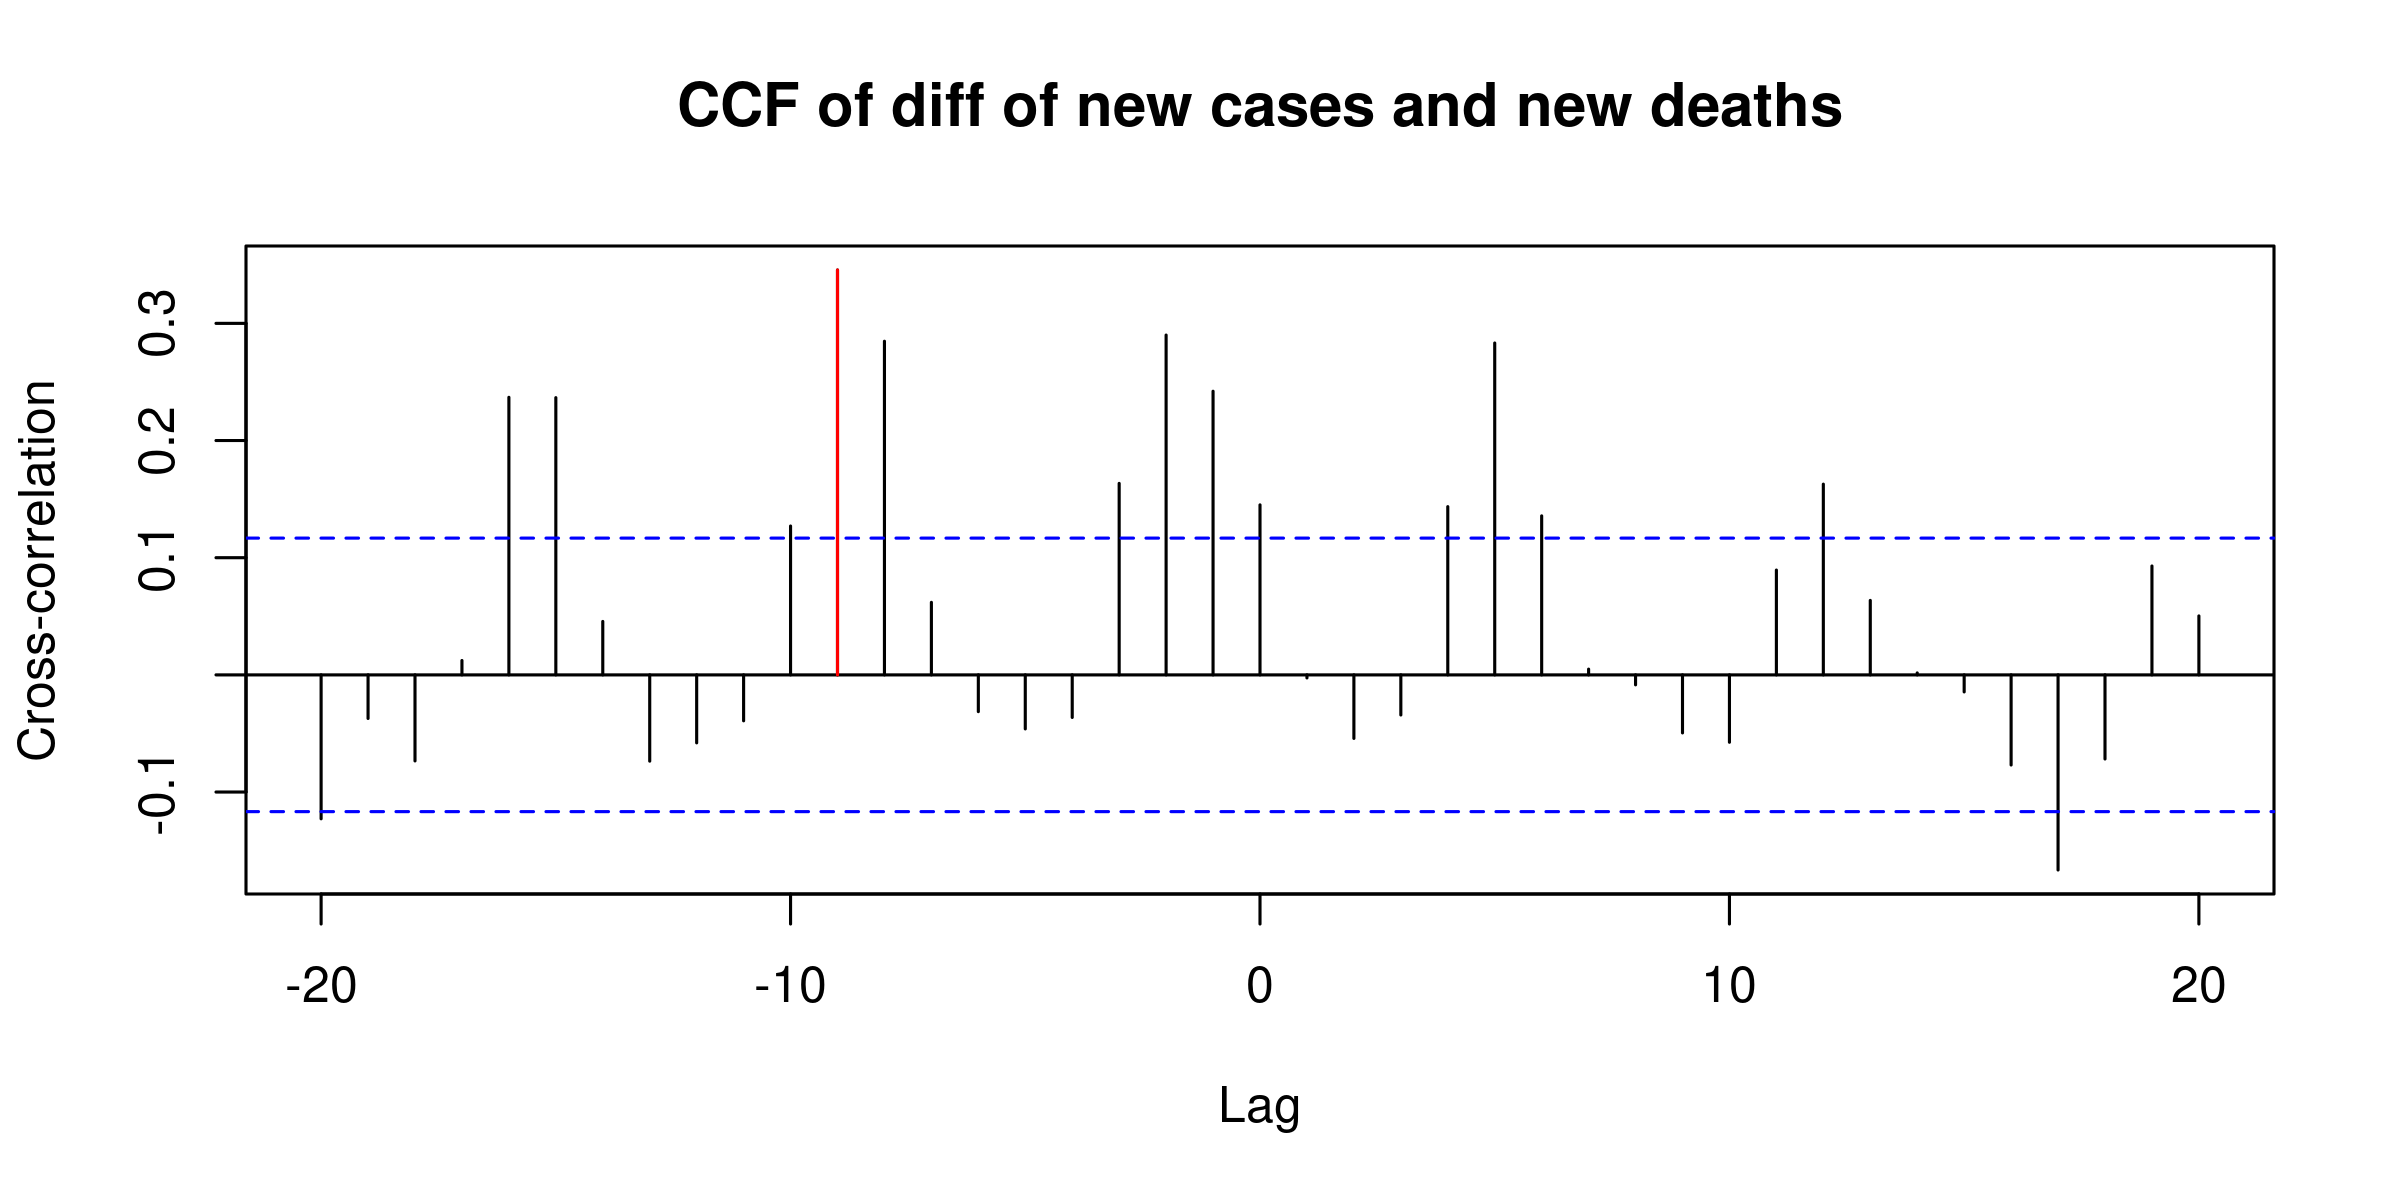 CCF of diff of new cases and new deaths
Cross-correlation
0.3
0.2
0.1
-0.1
-20 -10 0 10 20
Lag